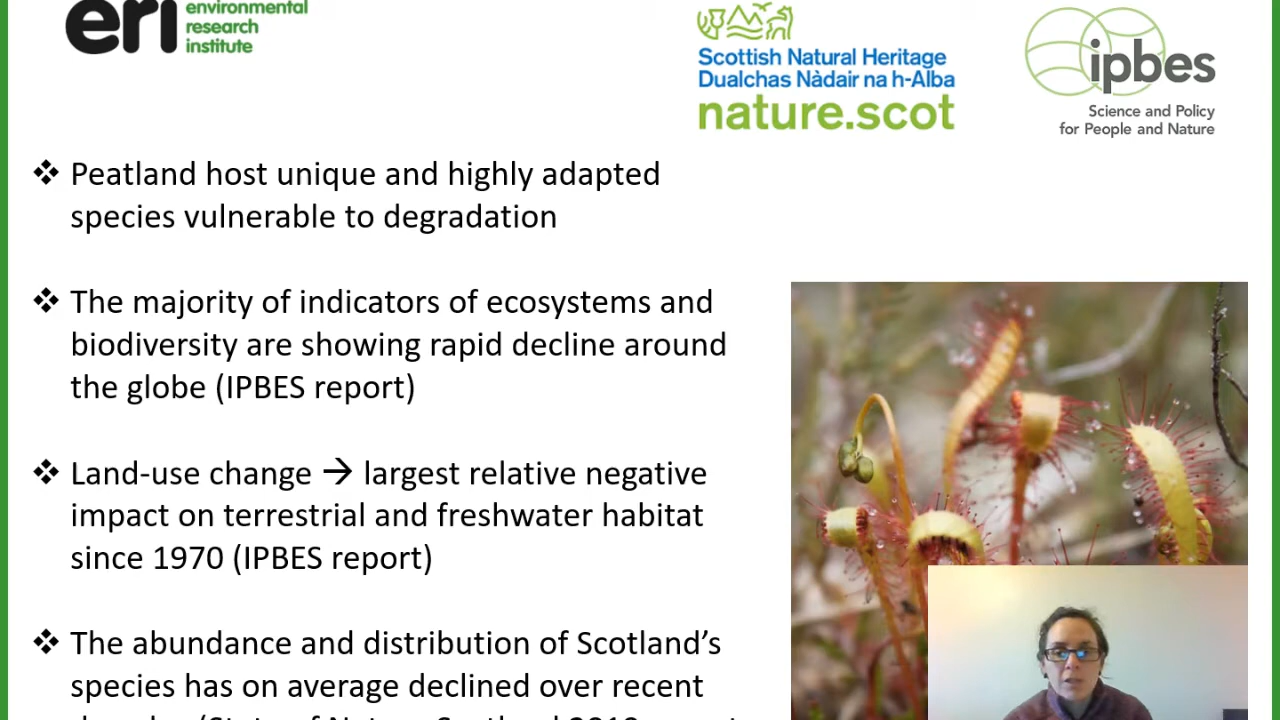 eri environmental
research
institute
Scottish Natural Heritage
Dualchas Nàdair na h-Alba
nature.scot
ipbes
Science and Policy
for People and Nature
❖ Peatland host unique and highly adapted
species vulnerable to degradation
❖ The majority of indicators of ecosystems and
biodiversity are showing rapid decline around
the globe (IPBES report)
❖ Land-use change → largest relative negative
impact on terrestrial and freshwater habitat
since 1970 (IPBES report)
❖ The abundance and distribution of Scotland’s
species has on average declined over recent